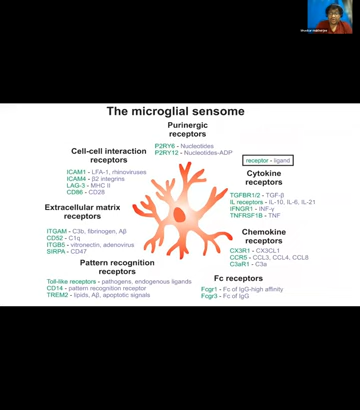 Bhaskar mukherjee
The microglial sensome
Purinergic
receptors
P2RY6 - Nucleotides
P2RY12 - Nucleotides-ADP
receptor - ligand
Cell-cell interaction
receptors
ICAM1 - LFA-1, rhinoviruses
ICAM4 - β2 integrins
LAG-3 - MHC II
CD86 - CD28
Cytokine
receptors
TGFBR1/2 - TGF-β
IL receptors - IL-10, IL-6, IL-21
IFNGR1 - INF-γ
TNFRSF1B - TNF
Extracellular matrix
receptors
ITGAM - C3b, fibrinogen, Aβ
CD52 - C1q
ITGB5 - vitronectin, adenovirus
SIRPA - CD47
Chemokine
receptors
CX3CR1 - CX3CL1
CCR5 - CCL3, CCL4, CCL8
C3aR1 - C3a
Pattern recognition
receptors
Toll-like receptors - pathogens, endogenous ligands
CD14 - pattern recognition receptor
TREM2 - lipids, Aβ, apoptotic signals
Fc receptors
Fcgr1 - Fc of IgG-high affinity
Fcgr3 - Fc of IgG